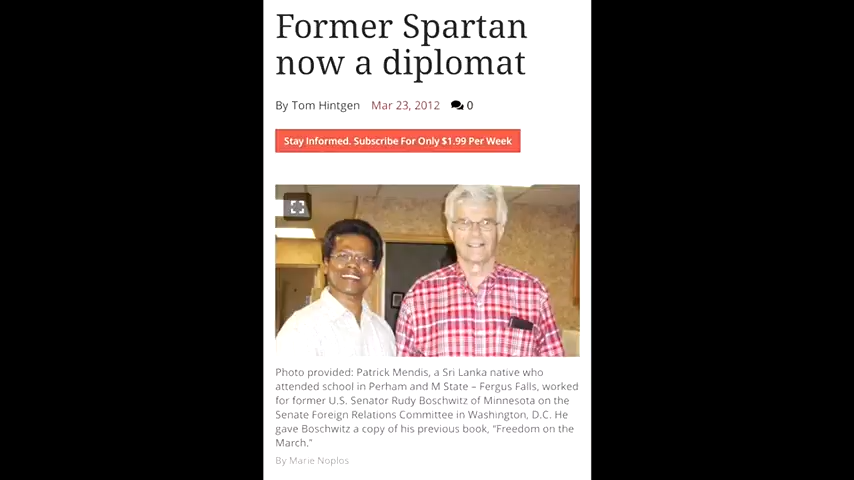 Former Spartan
now a diplomat
By Tom Hintgen Mar 23, 2012 0
Stay Informed. Subscribe For Only $1.99 Per Week
Photo provided: Patrick Mendis, a Sri Lanka native who
attended school in Perham and M State – Fergus Falls, worked
for former U.S. Senator Rudy Boschwitz of Minnesota on the
Senate Foreign Relations Committee in Washington, D.C. He
gave Boschwitz a copy of his previous book, "Freedom on the
March."
By Marie Noplos